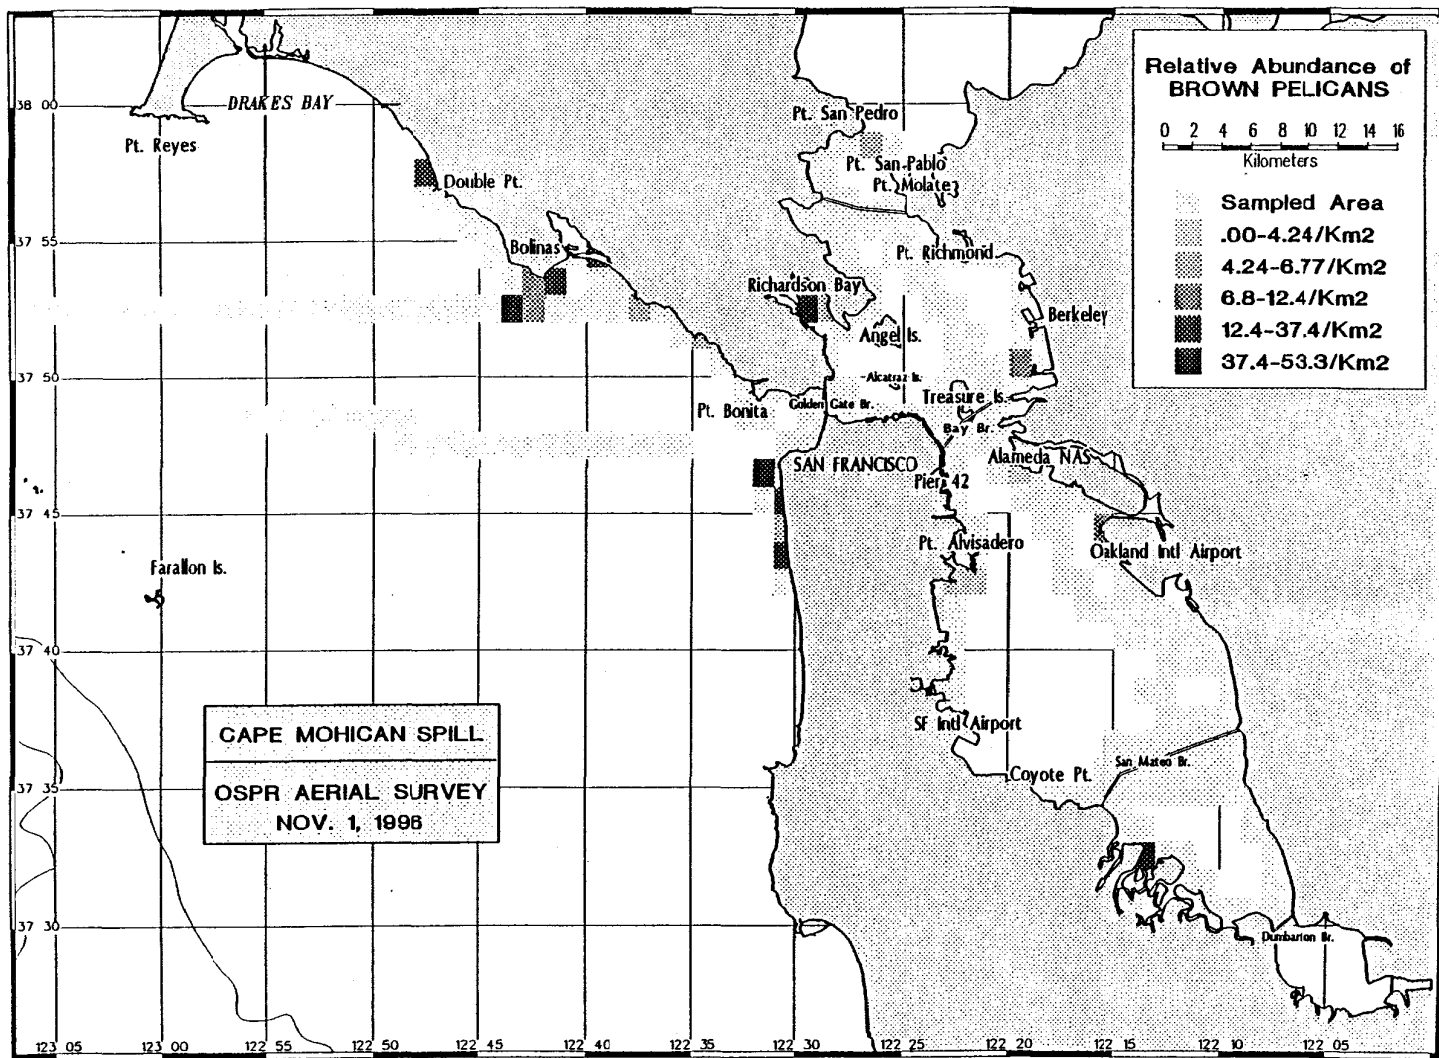 Relative Abundance of
BROWN PELICANS
0 2 4 6 8 10 12 14 16
Kilometers
Sampled Area
.00-4.24/Km2
4.24-6.77/Km2
6.8-12.4/Km2
12.4-37.4/Km2
37.4-53.3/Km2
38 00
DRAKES BAY
Pt. Reyes
Pt. San Pedro
Pt. San Pablo
Pt. Molate
Double Pt.
37 55
Bolinas
Pt. Richmond
Richardson Bay
Berkeley
Angel Is.
37 50
Alcatraz Is.
Treasure Is.
Pt. Bonita
Golden Gate Br.
Bay Br.
SAN FRANCISCO
Alameda NAS
Pier 42
37 45
Pt. Alvisadero
Oakland Intl Airport
Farallon Is.
37 40
CAPE MOHICAN SPILL
OSPR AERIAL SURVEY
NOV. 1, 1996
SF Intl Airport
San Mateo Br.
Coyote Pt.
37 35
37 30
Dumbarton Br.
123 05 123 00 122 55 122 50 122 45 122 40 122 35 122 30 122 25 122 20 122 15 122 10 122 05